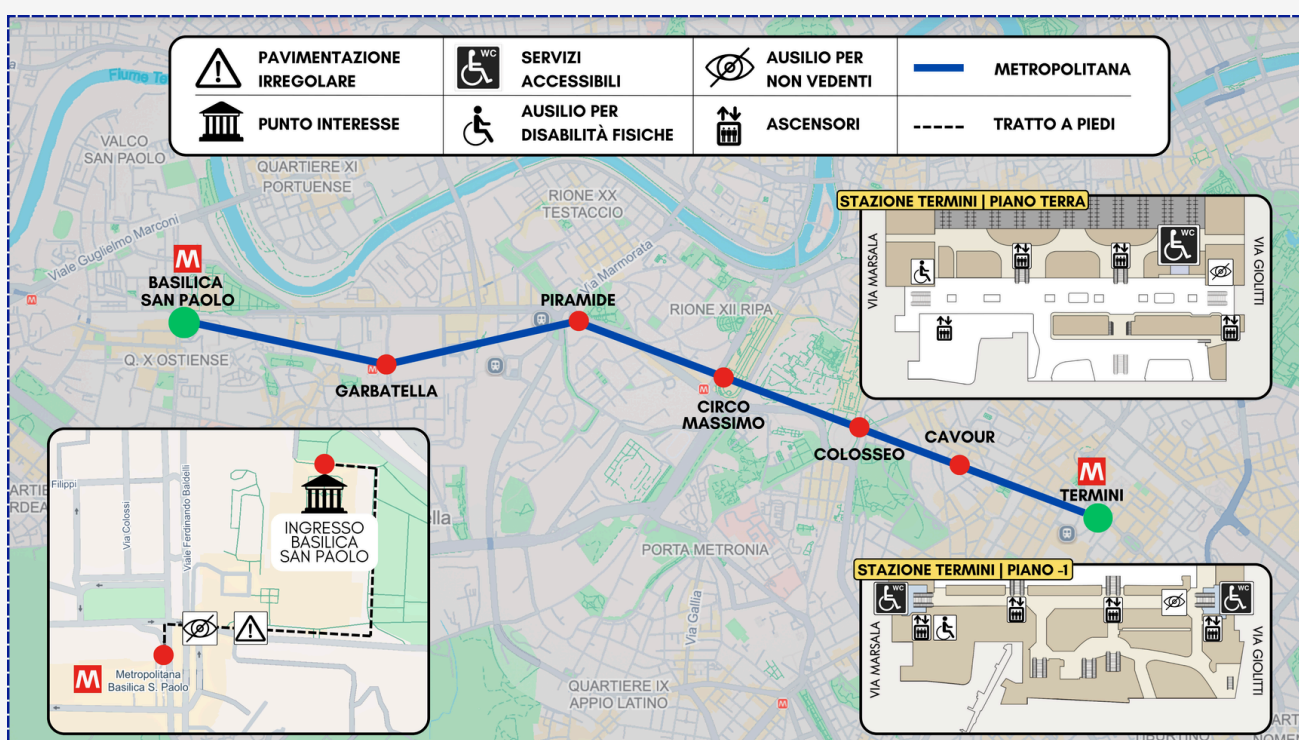 PAVIMENTAZIONE
IRREGOLARE
WC
SERVIZI
ACCESSIBILI
AUSILIO PER
NON VEDENTI
METROPOLITANA
PUNTO INTERESSE
AUSILIO PER
DISABILITÀ FISICHE
ASCENSORI
TRATTO A PIEDI
Fiume
VALCO
SAN PAOLO
QUARTIERE XI
PORTUENSE
RIONE XX
TESTACCIO
Viale Guglielmo Marconi
Via Marmorata
RIONE XII RIPA
M
BASILICA
SAN PAOLO
Q. X OSTIENSE
GARBATELLA
PIRAMIDE
CIRCO
MASSIMO
COLOSSEO
CAVOUR
M
TERMINI
PORTA METRONIA
Via Gallia
QUARTIERE IX
APPIO LATINO
M
STAZIONE TERMINI | PIANO TERRA
VIA MARSALA
WC
VIA GIOLITTI
STAZIONE TERMINI | PIANO -1
WC
WC
VIA MARSALA
VIA GIOLITTI
Filippi
Via Colossi
Viale Ferdinando Baldelli
INGRESSO
BASILICA
SAN PAOLO
M
Metropolitana
Basilica S. Paolo